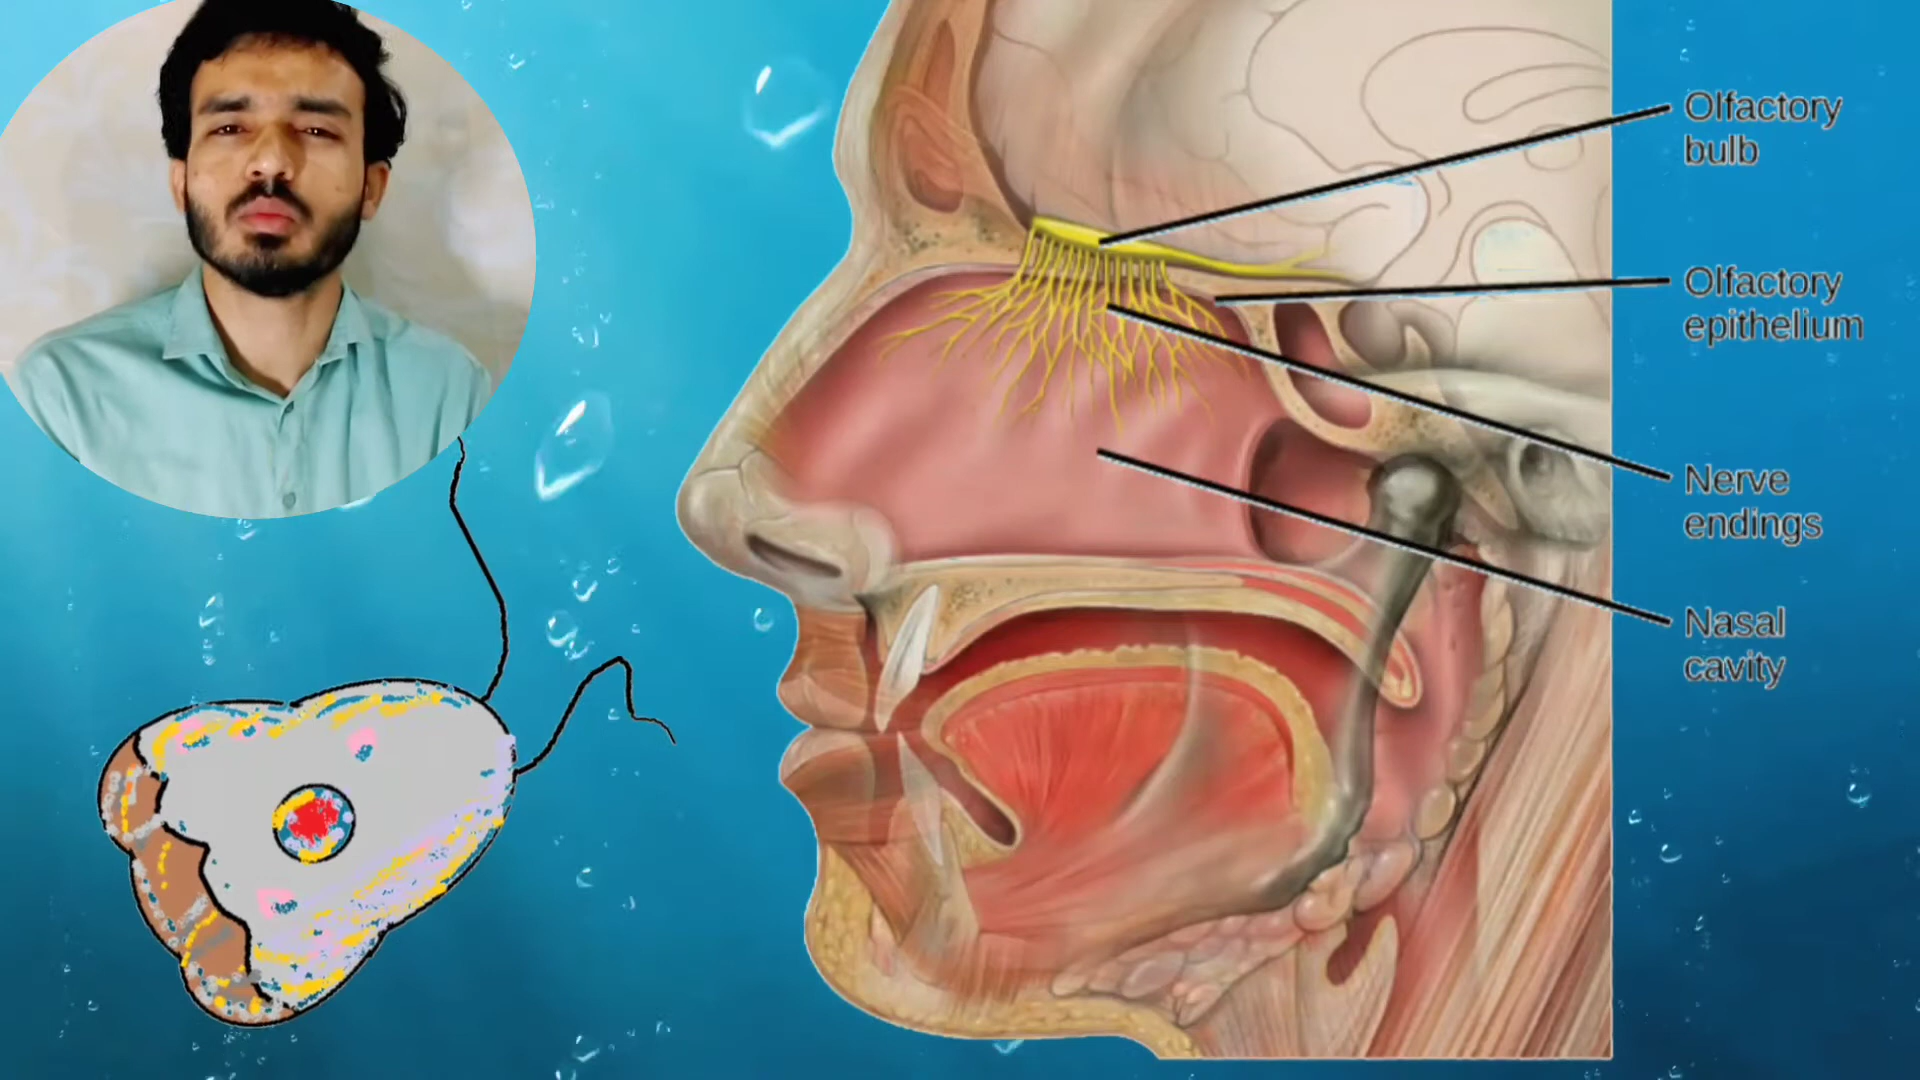 Olfactory
bulb
Olfactory
epithelium
Nerve
endings
Nasal
cavity